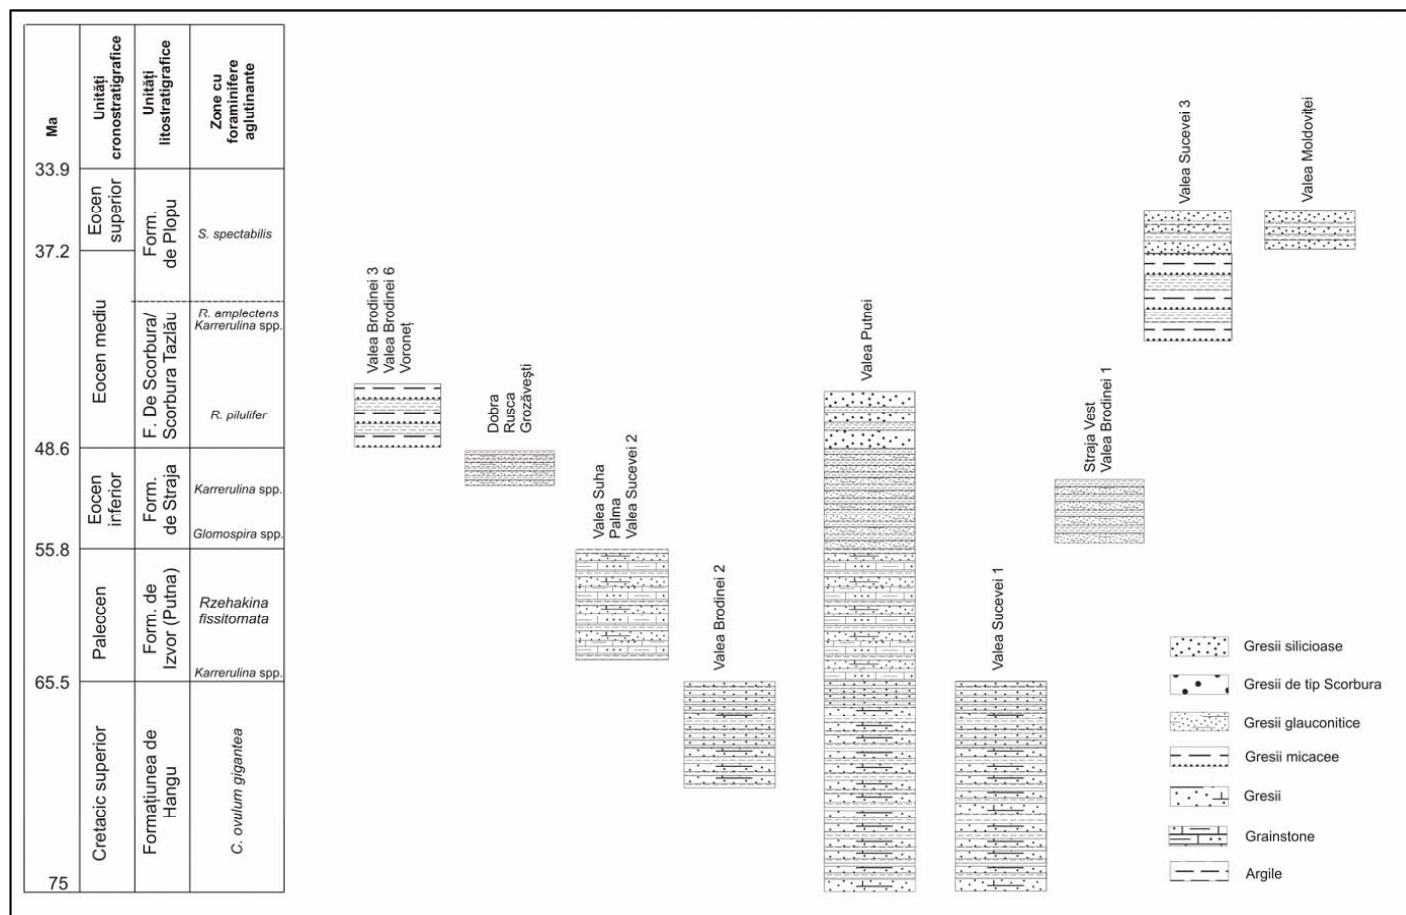 Ma
Unități
cronostratigrafice
Unități
litostratigrafice
Zone cu
foraminifere
aglutinante
33.9
37.2
48.6
55.8
65.5
75
Eocen
superior
Eocen mediu
Eocen
inferior
Palecen
Cretacic superior
Form.
de Plopu
F. De Scorbura/
Scorbura Tazlău
Form.
de Straja
Form. de
Izvor (Putna)
Formațiunea de
Hangu
S. spectabilis
R. amplectens
Karrerulina spp.
R. pilulifer
Karrerulina spp.
Glomospira spp.
Rzehakina
fissitomata
Karrerulina spp.
C. ovulum gigantea
Valea Brodinei 3
Valea Brodinei 6
Voroneț
Dobra
Rusca
Grozăvești
Valea Suha
Palma
Valea Sucevei 2
Valea Brodinei 2
Valea Putnei
Valea Sucevei 1
Straja Vest
Valea Brodinei 1
Valea Sucevei 3
Valea Moldoviței
Gresii silicioase
Gresii de tip Scorbura
Gresii glauconitice
Gresii micacee
Gresii
Grainstone
Argile